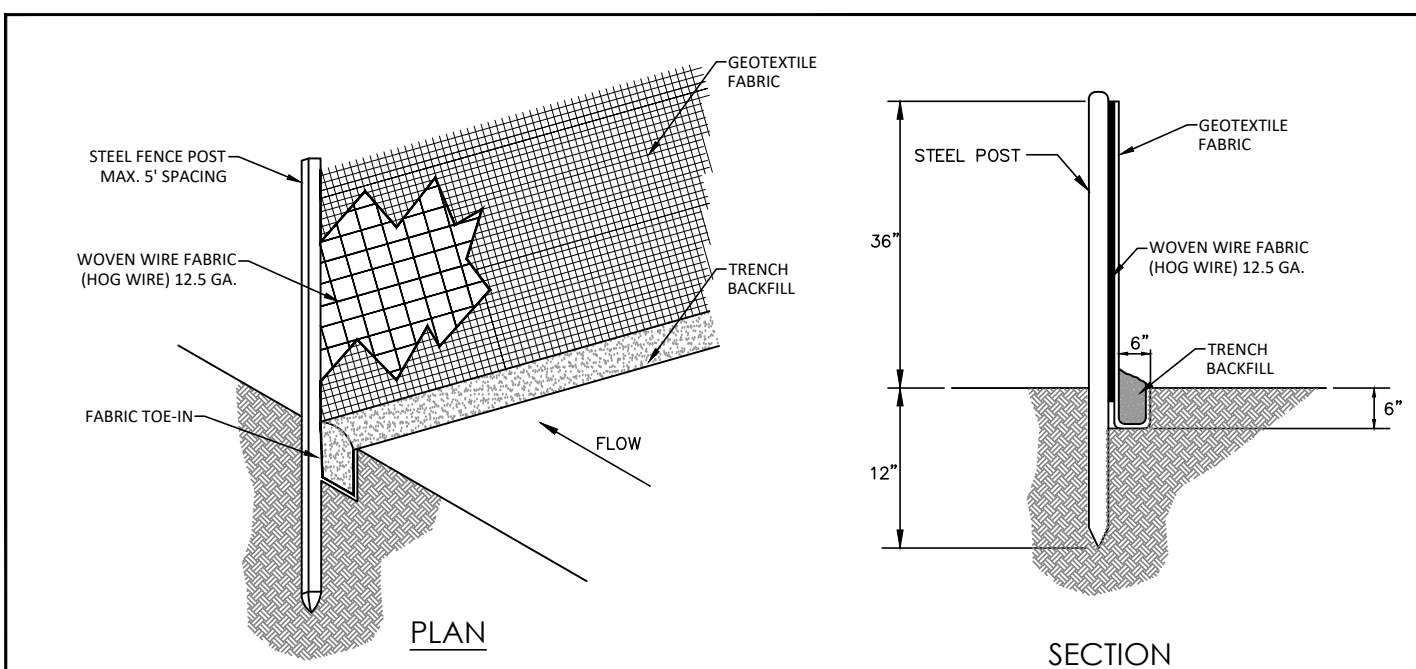 GEOTEXTILE
FABRIC
STEEL FENCE POST
MAX. 5' SPACING
WOVEN WIRE FABRIC
(HOG WIRE) 12.5 GA.
TRENCH
BACKFILL
FABRIC TOE-IN
FLOW
PLAN
GEOTEXTILE
FABRIC
STEEL POST
36"
WOVEN WIRE FABRIC
(HOG WIRE) 12.5 GA.
6"
TRENCH
BACKFILL
6"
12"
SECTION